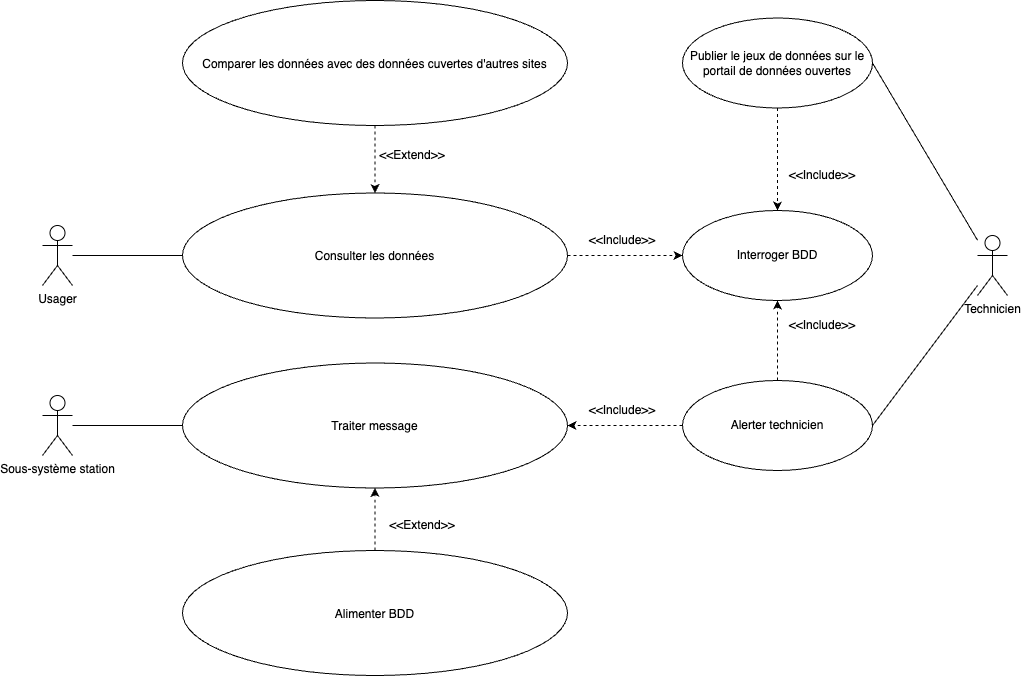 Comparer les données avec des données cuvertes d'autres sites
Publier le jeux de données sur le
portail de données ouvertes
<<Extend>>
<<Include>>
Usager
Consulter les données
<<Include>>
Interroger BDD
Technicien
<<Include>>
Sous-système station
Traiter message
<<Include>>
Alerter technicien
<<Extend>>
Alimenter BDD